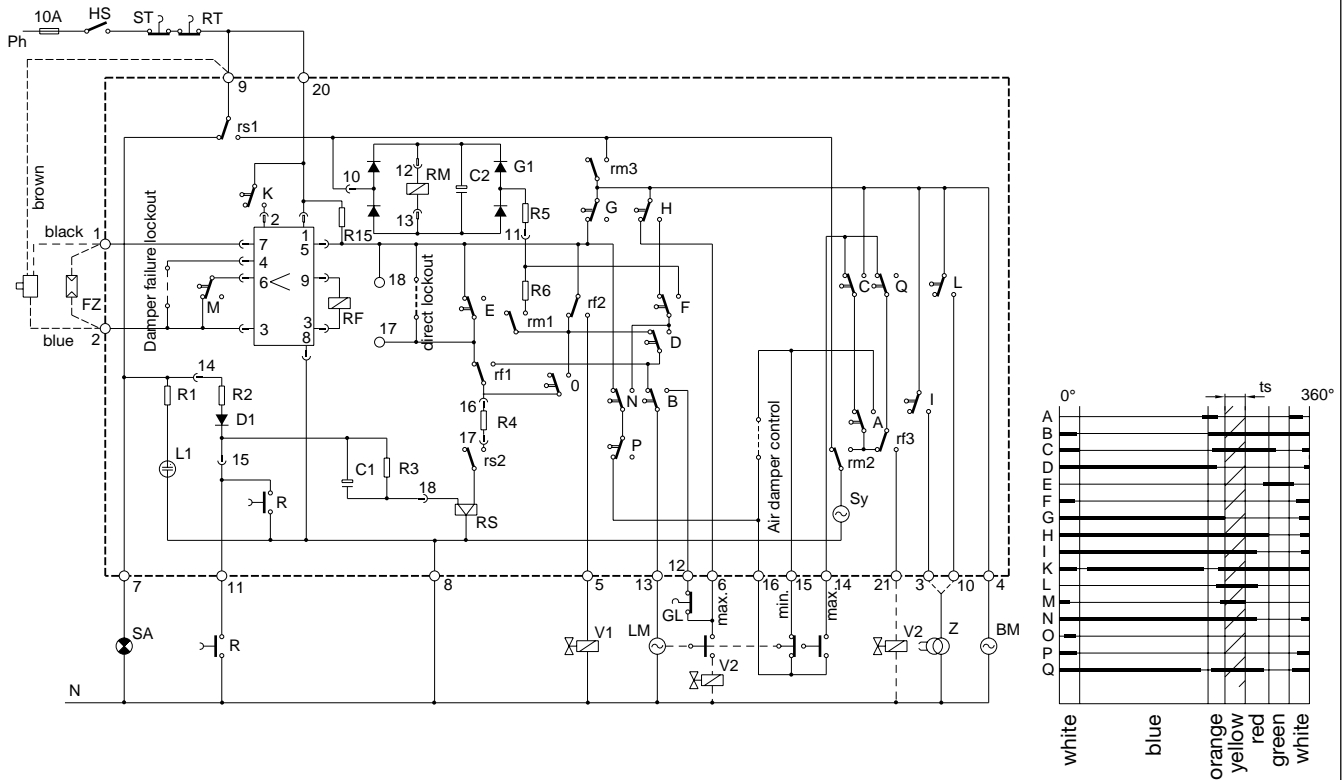 10A HS ST RT
Ph
9 20
rs1
brown
black 1
FZ
blue 2
Damper failure lockout
K
2 1
7 5
4
6 9
3 3
8
M
RF
R15
10 12 RM C2 G1
13
R5
11
R6
rm1
18
17
direct lockout
E
rf1
16
R4
17
rs2
0
rf2
rm3
G H
F
D
N B
P
C Q L
I
A
rf3
rm2
Sy
Air damper control
14
R1 R2
D1
L1
15
R
C1 R3
18
RS
7 11 8 5 13 12 6 16 15 14 21 3 10 4
max. min. max.
GL
SA R V1 LM V2 V2 Z BM
N
0° ts 360°
A
B
C
D
E
F
G
H
I
K
L
M
N
O
P
Q
white
blue
orange
yellow
red
green
white